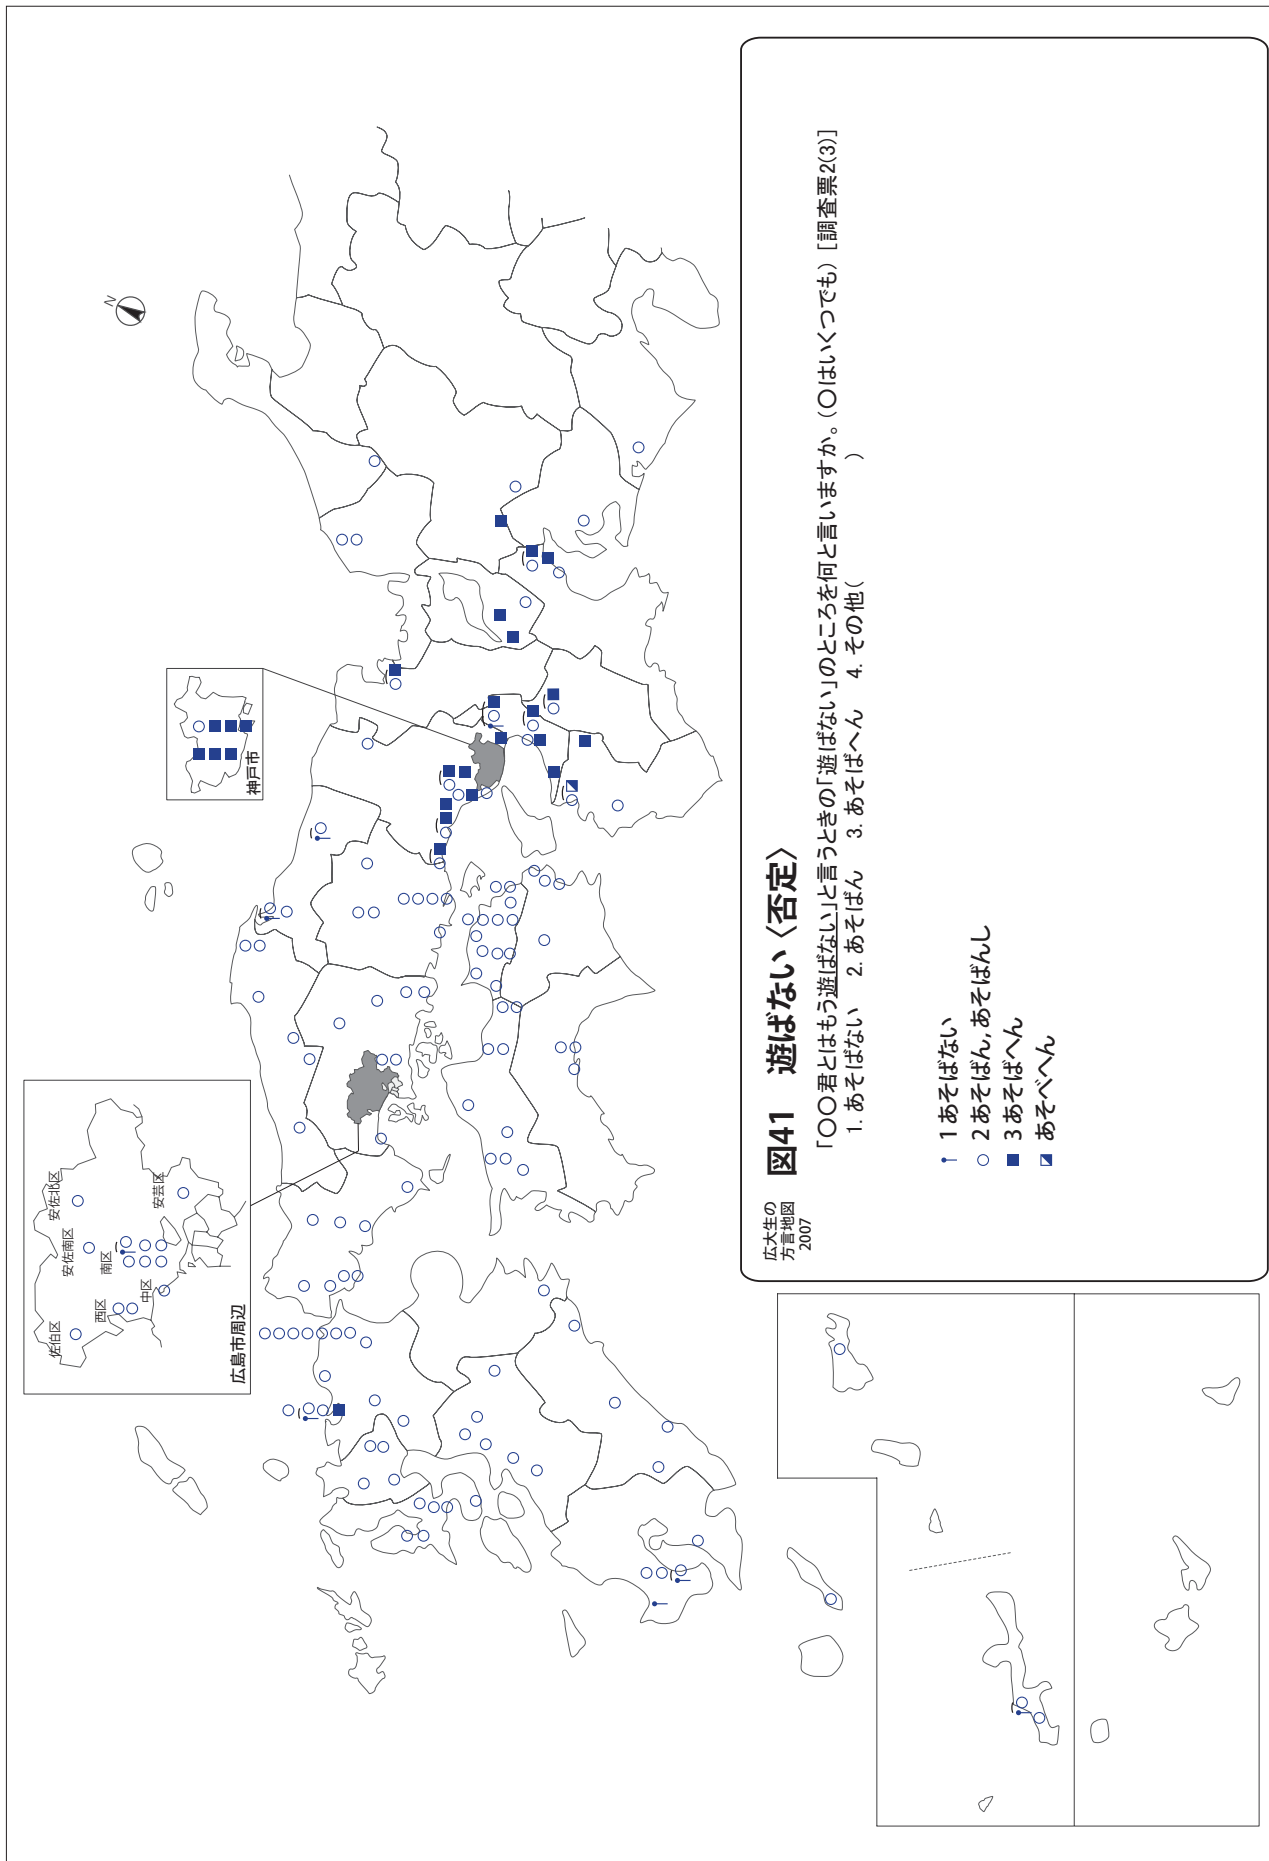 広大生の
方言地図
2007
図41 遊ばない〈否定〉
「〇〇君とはもう遊ばない」と言うときの「遊ばない」のところを何と言いますか。（〇はいくつでも）［調査票2(3)］
1. あそばない 2. あそばん 3. あそばへん 4. その他( )
1 あそばない
2 あそばん,あそばんし
3 あそばへん
あそべへん
N
神戸市
広島市周辺
佐伯区
西区
中区
南区
安佐南区
安佐北区
安芸区